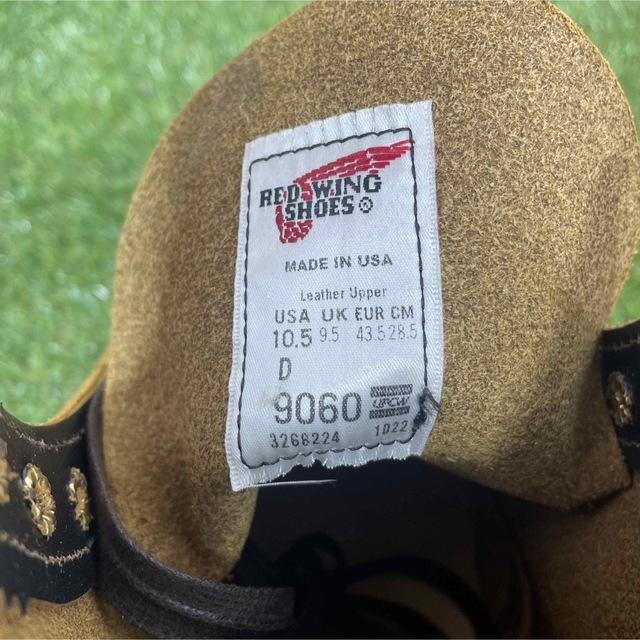 RED WING
SHOES ®
MADE IN USA
Leather Upper
USA UK EUR CM
10.5 9.5 43.5 28.5
D
9060 UFCW
3268224 1022